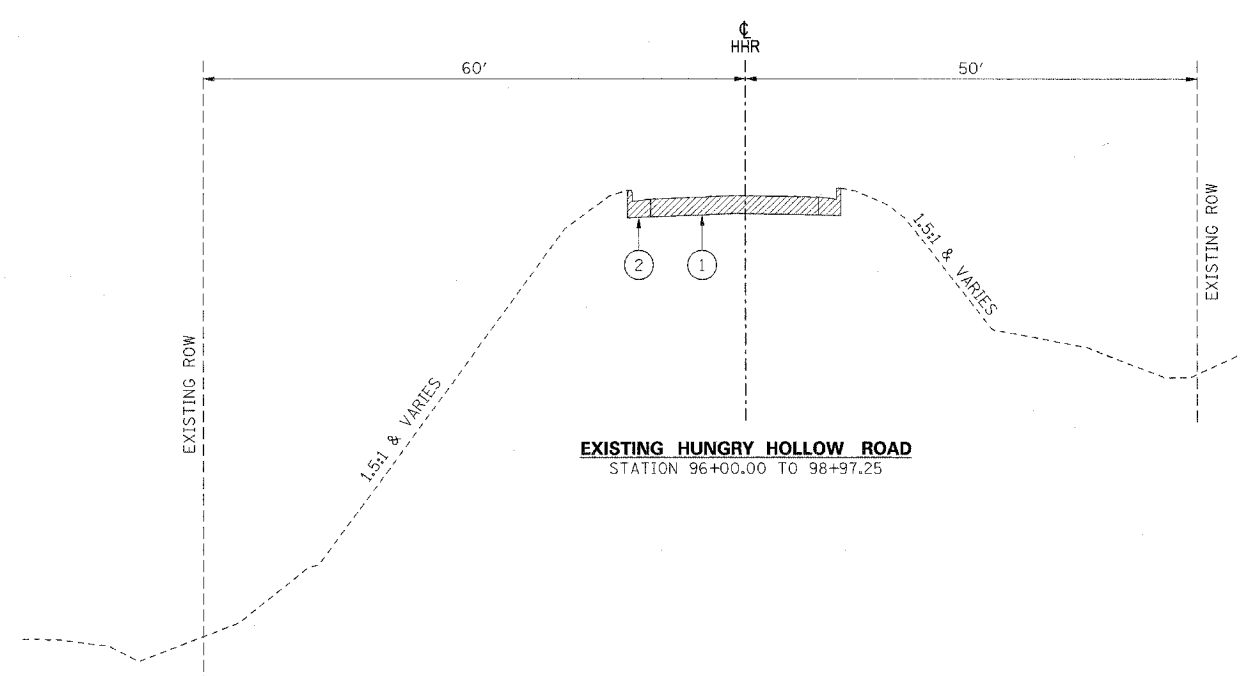 ℄
HHR
60'
50'
EXISTING ROW
1.5:1 & VARIES
2
1
1.5:1 & VARIES
EXISTING ROW
EXISTING HUNGRY HOLLOW ROAD
STATION 96+00.00 TO 98+97.25